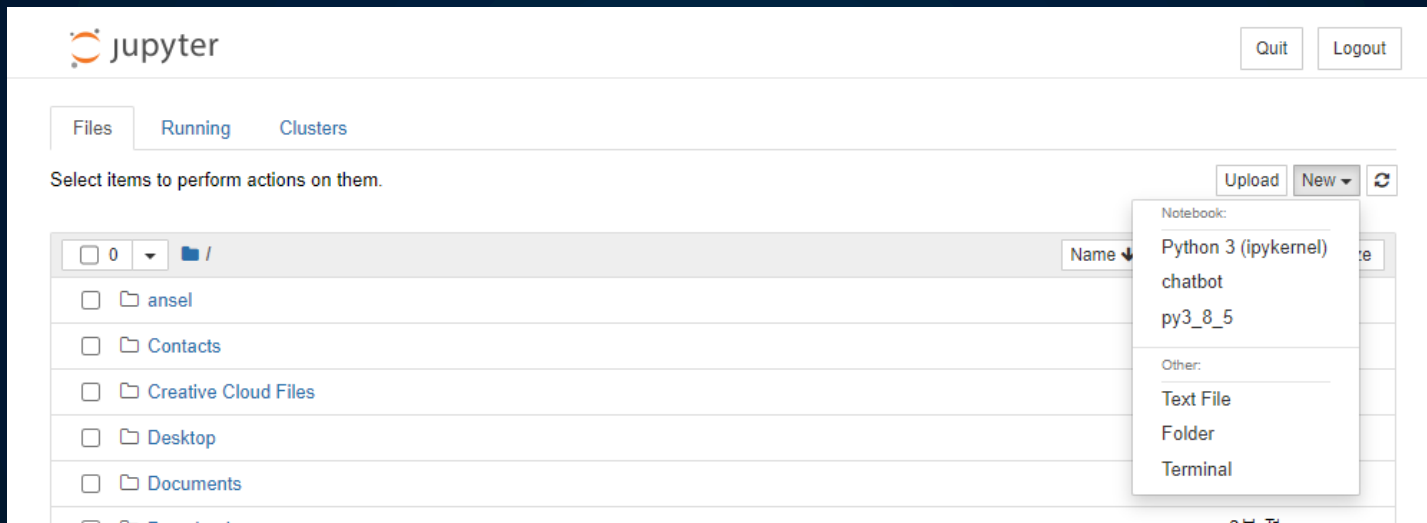 jupyter
Quit
Logout
Files
Running
Clusters
Select items to perform actions on them.
Upload
New
0
/
Name
ansel
Contacts
Creative Cloud Files
Desktop
Documents
Notebook:
Python 3 (ipykernel)
chatbot
py3_8_5
Other:
Text File
Folder
Terminal